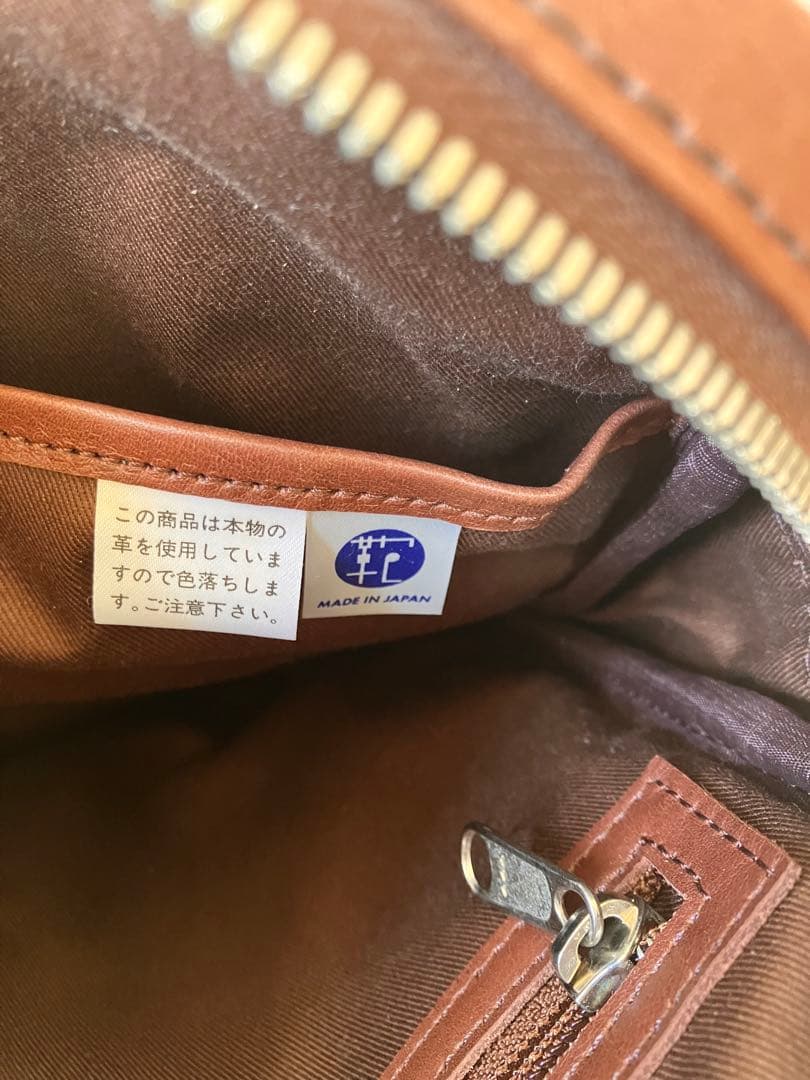 この商品は本物の
革を使用していま
すので色落ちしま
す。ご注意下さい。
MADE IN JAPAN